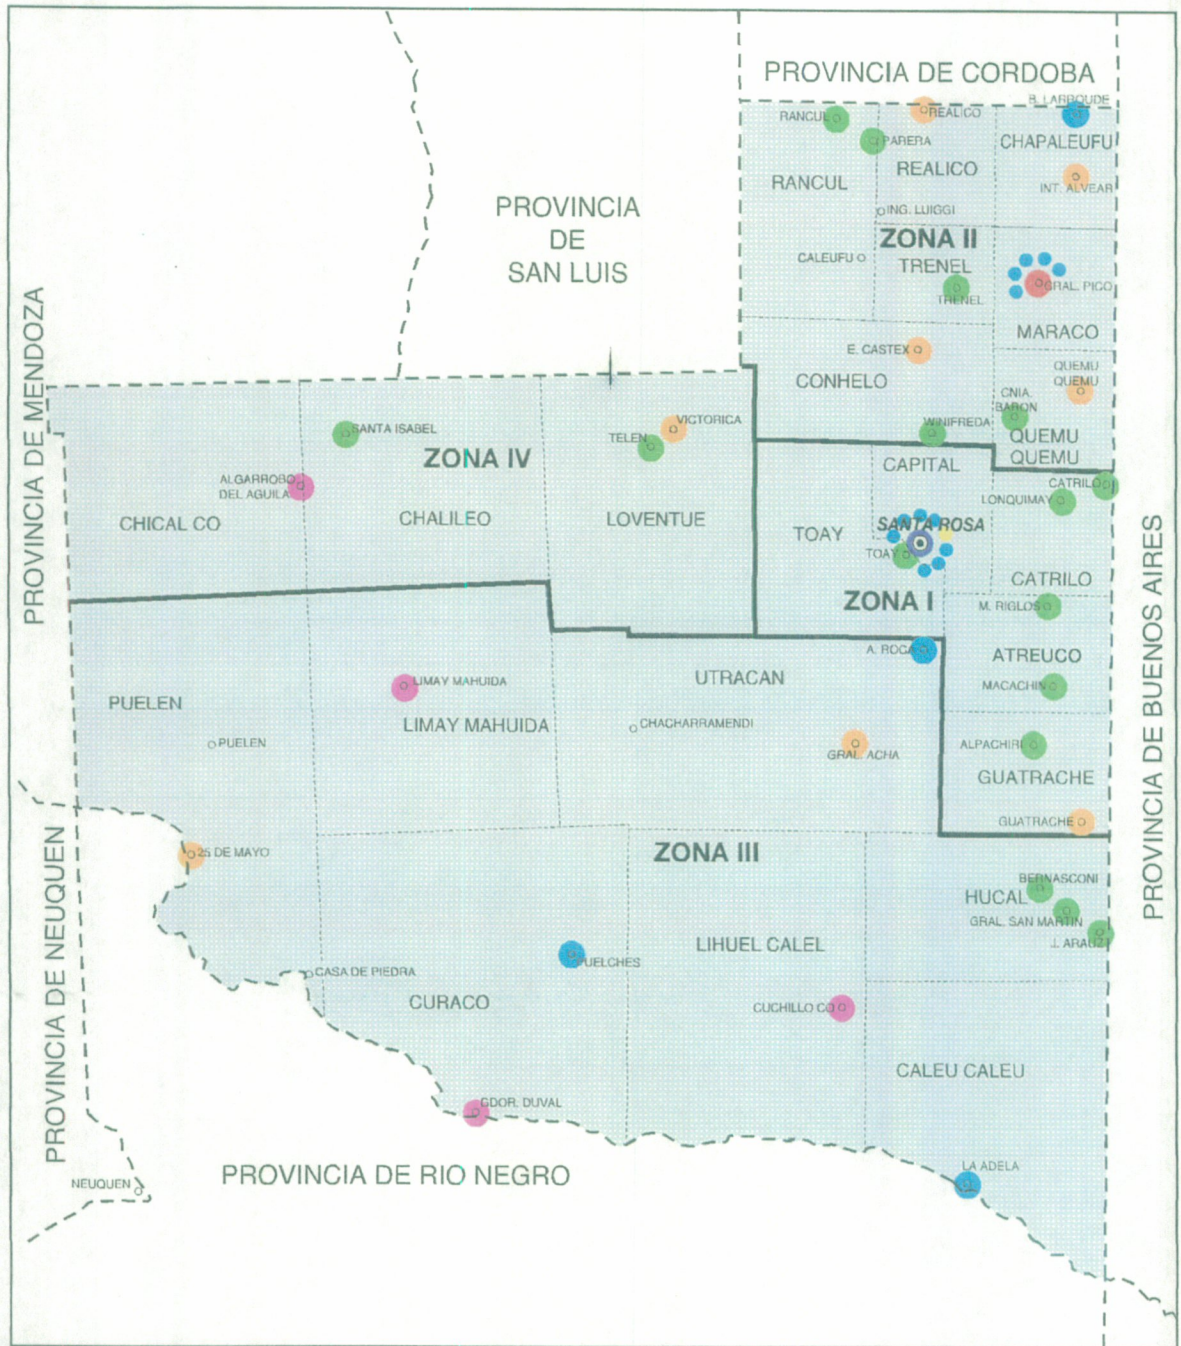 PROVINCIA DE CORDOBA
B. LARROUDE
RANCUL
REALICO
PARERA
CHAPALEUFU
REALICO
RANCUL
INT. ALVEAR
ING. LUIGGI
PROVINCIA
DE
SAN LUIS
ZONA II
CALEUFU
TRENEL
TRENEL
GRAL. PICO
MARACO
E. CASTEX
QUEMU
QUEMU
CONHELO
CNIA.
BARON
WINIFREDA
QUEMU
QUEMU
PROVINCIA DE MENDOZA
SANTA ISABEL
VICTORICA
TELEN
ZONA IV
ALGARROBO
DEL AGUILA
CHICAL CO
CHALILEO
LOVENTUE
CAPITAL
CATRILO
LONQUIMAY
TOAY
SANTA ROSA
TOAY
CATRILO
ZONA I
M. RIGLOS
PROVINCIA DE BUENOS AIRES
A. ROCA
ATREUCO
MACACHIN
UTRACAN
LIMAY MAHUIDA
PUELEN
LIMAY MAHUIDA
CHACHARRAMENDI
PUELEN
GRAL. ACHA
ALPACHIRI
GUATRACHE
GUATRACHE
PROVINCIA DE NEUQUEN
25 DE MAYO
ZONA III
BERNASCONI
HUCAL
GRAL. SAN MARTIN
J. ARAUZ
LIHUEL CALEL
PUELCHES
CASA DE PIEDRA
CURACO
CUCHILLO CO
CALEU CALEU
GDOR. DUVAL
LA ADELA
PROVINCIA DE RIO NEGRO
NEUQUEN